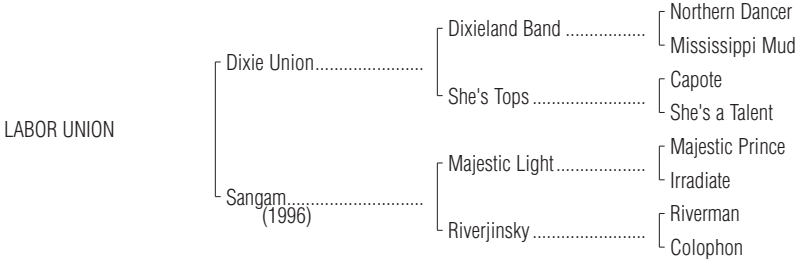 Northern Dancer
Dixieland Band ................
Mississippi Mud
Dixie Union......................
Capote
She's Tops .......................
She's a Talent
LABOR UNION
Majestic Prince
Majestic Light..................
Irradiate
Sangam............................
(1996)
Riverman
Riverjinsky .......................
Colophon